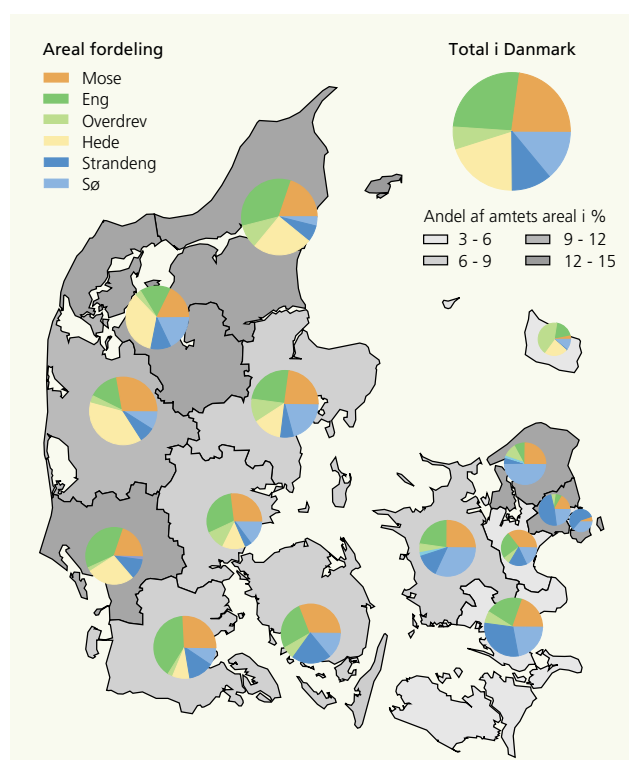 Areal fordeling
Mose
Eng
Overdrev
Hede
Strandeng
Sø
Total i Danmark
Andel af amtets areal i %
3 - 6
9 - 12
6 - 9
12 - 15